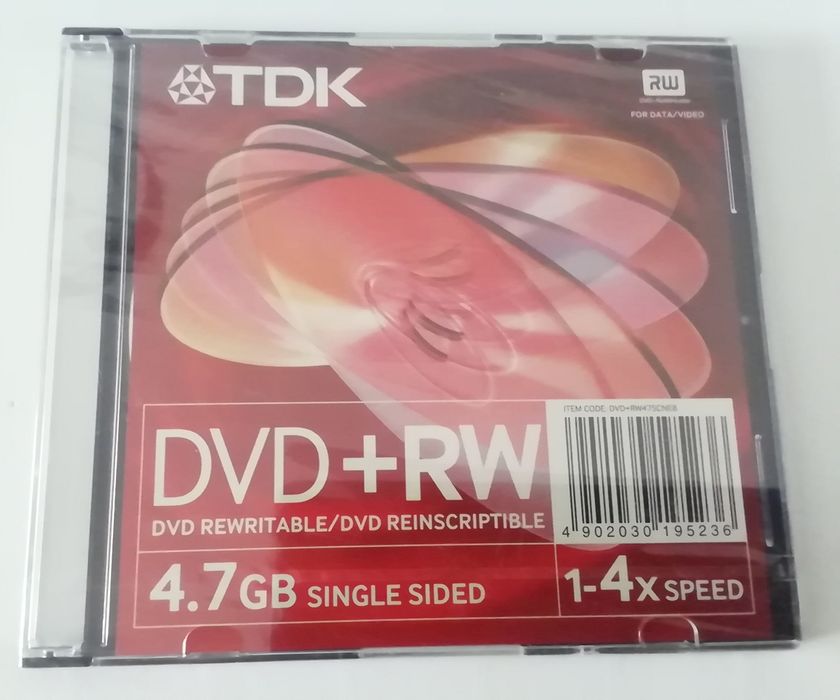 TDK
RW
FOR DATA/VIDEO
ITEM CODE: DVD+RW47SCNEB
DVD+RW
DVD REWRITABLE/DVD REINSCRIPTIBLE
4 902030 195236
4.7GB SINGLE SIDED
1-4x SPEED